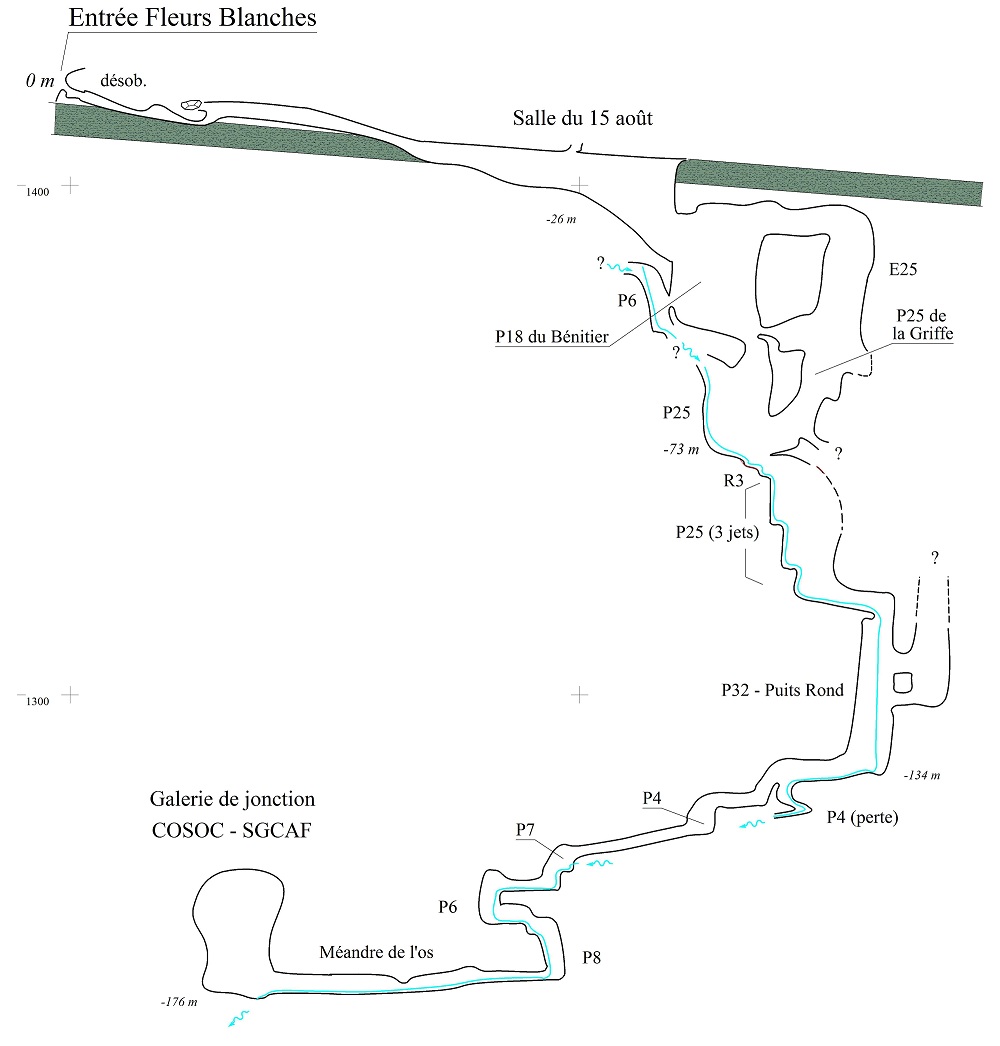 Entrée Fleurs Blanches
0 m
désob.
Salle du 15 août
1400
-26 m
?
E25
P6
P25 de
la Griffe
P18 du Bénitier
?
P25
-73 m
?
R3
P25 (3 jets)
?
P32 - Puits Rond
1300
-134 m
Galerie de jonction
COSOC - SGCAF
P4
P4 (perte)
P7
P6
Méandre de l'os
P8
-176 m